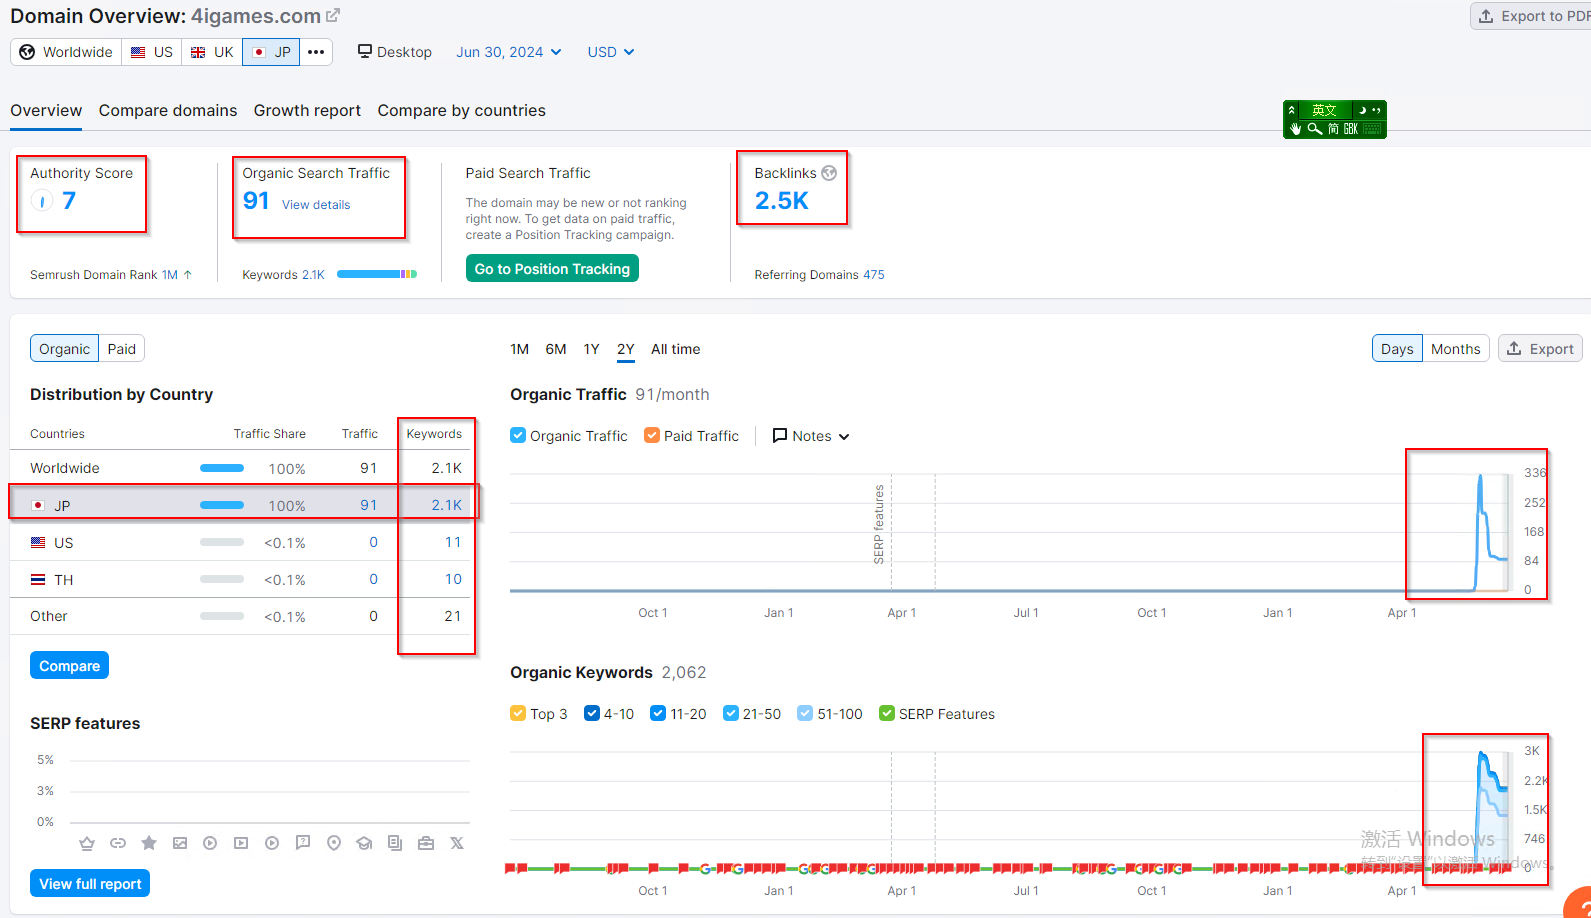 Domain Overview: 4igames.com
Export to PDF
Worldwide US UK JP •••
Desktop
Jun 30, 2024
USD
Overview Compare domains Growth report Compare by countries
英文
简 GBK
Authority Score
7
Semrush Domain Rank 1M ↑
Organic Search Traffic
91 View details
Keywords 2.1K
Paid Search Traffic
The domain may be new or not ranking
right now. To get data on paid traffic,
create a Position Tracking campaign.
Go to Position Tracking
Backlinks
2.5K
Referring Domains 475
Organic Paid
Distribution by Country
Countries Traffic Share Traffic Keywords
Worldwide 100% 91 2.1K
JP 100% 91 2.1K
US <0.1% 0 11
TH <0.1% 0 10
Other <0.1% 0 21
Compare
SERP features
5%
3%
0%
View full report
1M 6M 1Y 2Y All time
Days Months
Export
Organic Traffic 91/month
Organic Traffic Paid Traffic Notes
SERP features
336
252
168
84
0
Oct 1 Jan 1 Apr 1 Jul 1 Oct 1 Jan 1 Apr 1
Organic Keywords 2,062
Top 3 4-10 11-20 21-50 51-100 SERP Features
3K
2.2K
1.5K
746
0
Oct 1 Jan 1 Apr 1 Jul 1 Oct 1 Jan 1 Apr 1
激活 Windows
转到"设置"以激活 Windows。
?